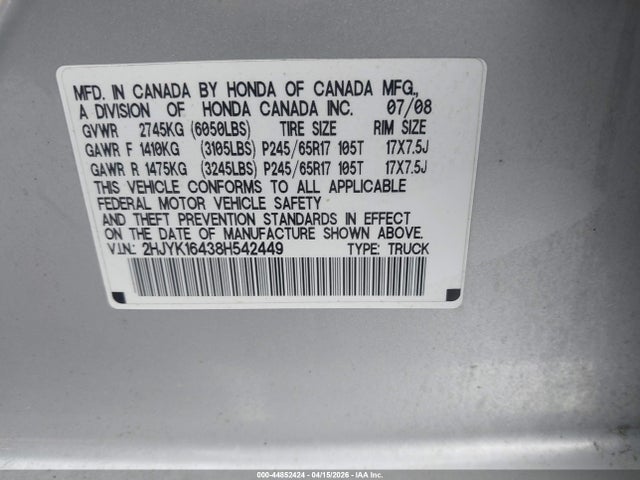 MFD. IN CANADA BY HONDA OF CANADA MFG.,
A DIVISION OF HONDA CANADA INC. 07/08
GVWR 2745KG (6050LBS) TIRE SIZE RIM SIZE
GAWR F 1410KG (3105LBS) P245/65R17 105T 17X7.5J
GAWR R 1475KG (3245LBS) P245/65R17 105T 17X7.5J
THIS VEHICLE CONFORMS TO ALL APPLICABLE
FEDERAL MOTOR VEHICLE SAFETY
AND THEFT PREVENTION STANDARDS IN EFFECT
ON THE DATE OF MANUFACTURE SHOWN ABOVE.
V.I.N.: 2HJYK16438H542449 TYPE: TRUCK
000-44852424 | 04/15/2026 | IAA Inc.